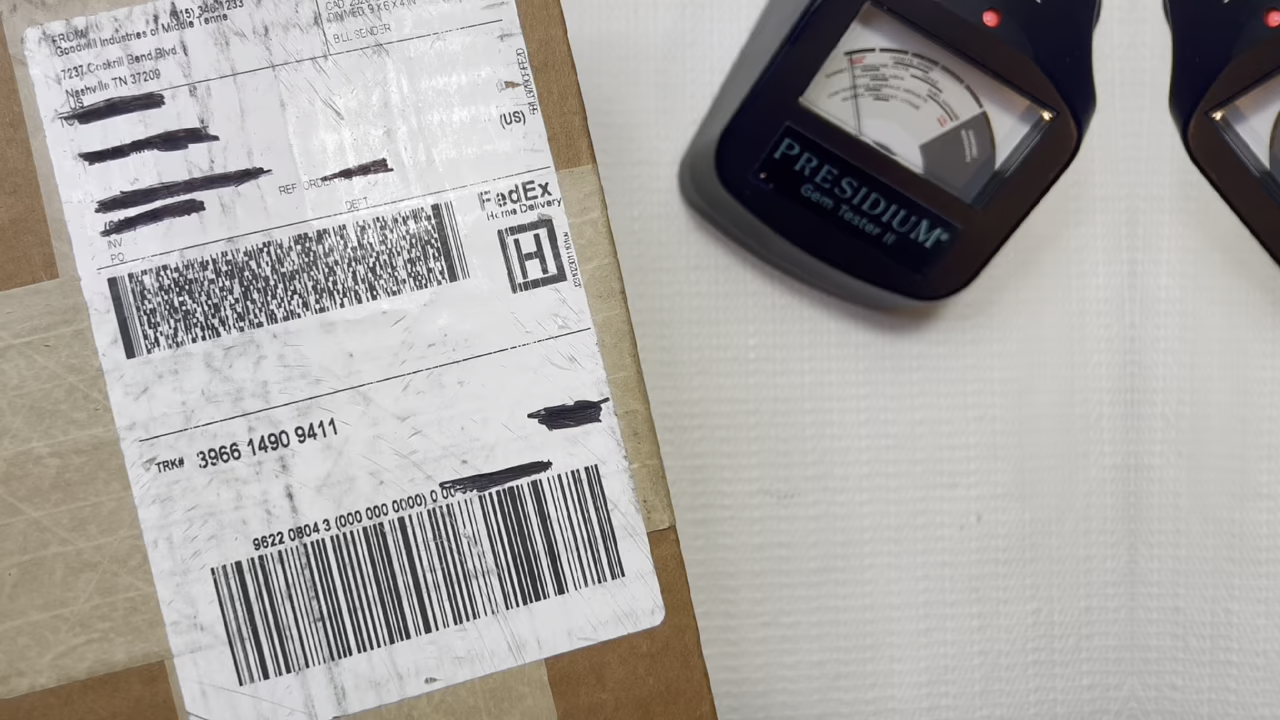 FROM:
Goodwill Industries of Middle Tenne
7237 Cockrill Bend Blvd.
Nashville TN 37209
US
BILL SENDER
(US)
REF ORDER
DEPT
INV
PO
FedEx
Home Delivery
H
TRK# 3966 1490 9411
9622 0804 3 (000 000 0000) 0 00
PRESIDIUM®
Gem Tester II